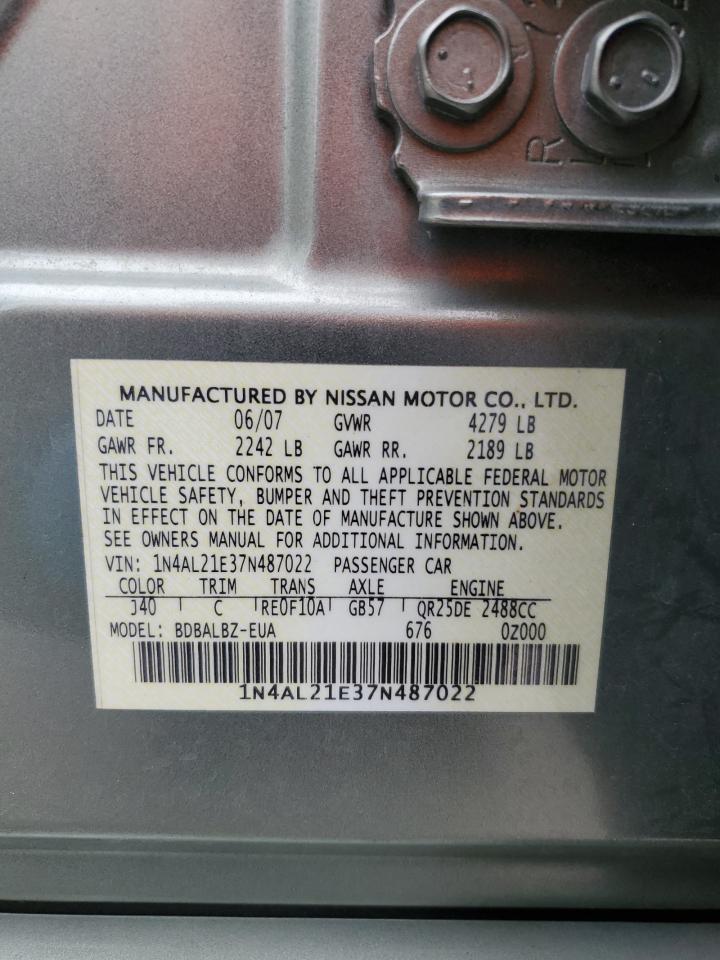 MANUFACTURED BY NISSAN MOTOR CO., LTD.
DATE 06/07 GVWR 4279 LB
GAWR FR. 2242 LB GAWR RR. 2189 LB
THIS VEHICLE CONFORMS TO ALL APPLICABLE FEDERAL MOTOR
VEHICLE SAFETY, BUMPER AND THEFT PREVENTION STANDARDS
IN EFFECT ON THE DATE OF MANUFACTURE SHOWN ABOVE.
SEE OWNERS MANUAL FOR ADDITIONAL INFORMATION.
VIN: 1N4AL21E37N487022 PASSENGER CAR
COLOR TRIM TRANS AXLE ENGINE
J40 C RE0F10A GB57 QR25DE 2488CC
MODEL: BDBALBZ-EUA 676 0Z000
1N4AL21E37N487022